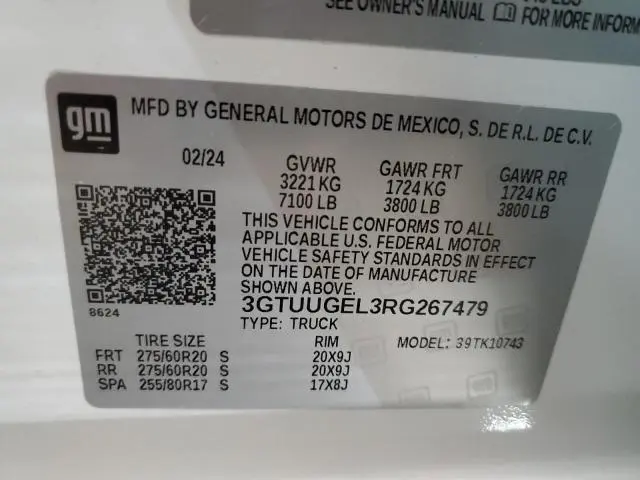 SEE OWNER'S MANUAL FOR MORE INFORM
gm
MFD BY GENERAL MOTORS DE MEXICO, S. DE R.L. DE C.V.
02/24 GVWR GAWR FRT GAWR RR
3221 KG 1724 KG 1724 KG
7100 LB 3800 LB 3800 LB
THIS VEHICLE CONFORMS TO ALL
APPLICABLE U.S. FEDERAL MOTOR
VEHICLE SAFETY STANDARDS IN EFFECT
ON THE DATE OF MANUFACTURE
SHOWN ABOVE.
8624
3GTUUGEL3RG267479
TYPE: TRUCK
TIRE SIZE RIM MODEL: 39TK10743
FRT 275/60R20 S 20X9J
RR 275/60R20 S 20X9J
SPA 255/80R17 S 17X8J